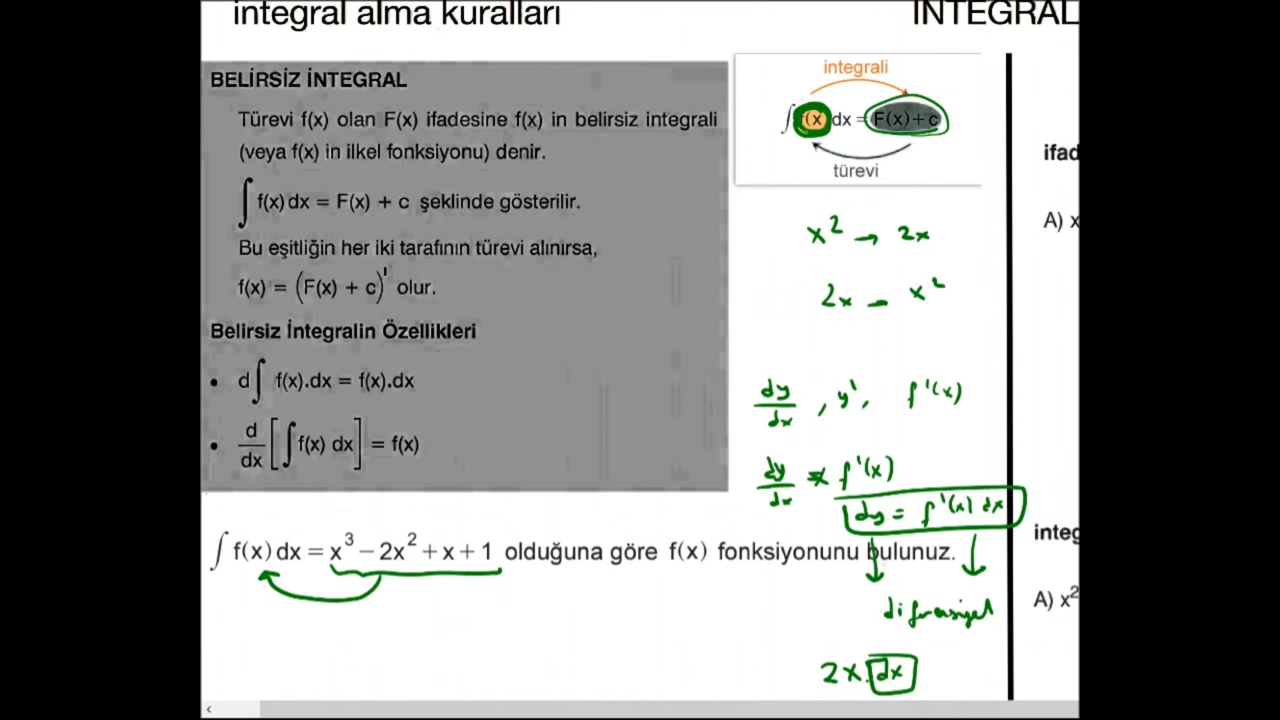 integral alma kuralları
INTEGRAL
BELİRSİZ İNTEGRAL
Türevi f(x) olan F(x) ifadesine f(x) in belirsiz integrali
(veya f(x) in ilkel fonksiyonu) denir.
∫ f(x) dx = F(x) + c şeklinde gösterilir.
Bu eşitliğin her iki tarafının türevi alınırsa,
f(x) = (F(x) + c)' olur.
Belirsiz İntegralin Özellikleri
• d∫ f(x).dx = f(x).dx
• d/dx [∫ f(x) dx] = f(x)
integrali
∫ f(x) dx = F(x) + c
türevi
x² → 2x
2x – x²
dy/dx , y', f'(x)
dy/dx = f'(x)
dy = f'(x) dx
∫ f(x) dx = x³ – 2x² + x + 1 olduğuna göre f(x) fonksiyonunu bulunuz.
2x.dx
ifad
A) x
integ
A) x²